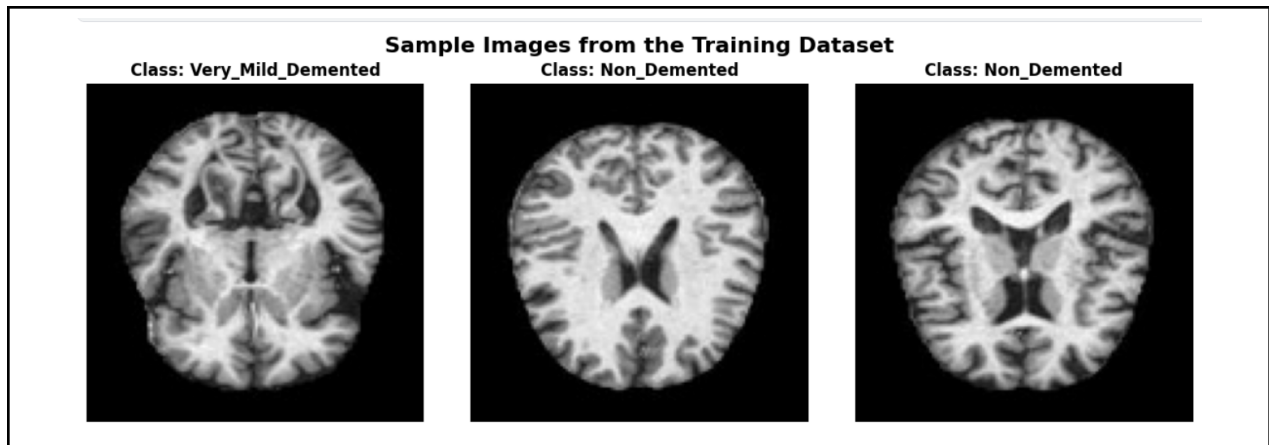 Sample Images from the Training Dataset
Class: Very_Mild_Demented
Class: Non_Demented
Class: Non_Demented